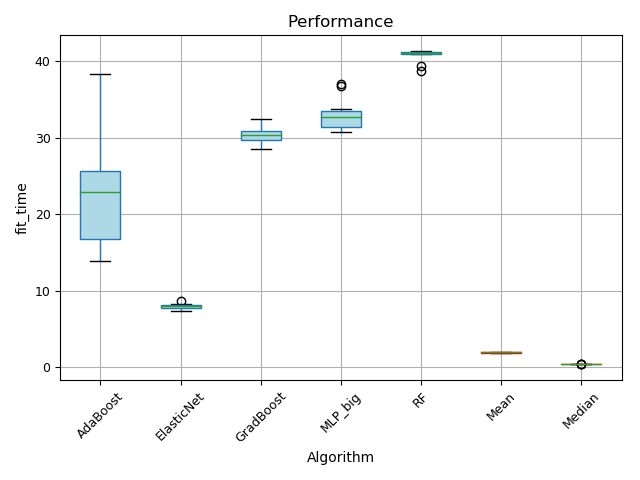 Performance
fit_time
40
30
20
10
0
AdaBoost
ElasticNet
GradBoost
MLP_big
RF
Mean
Median
Algorithm